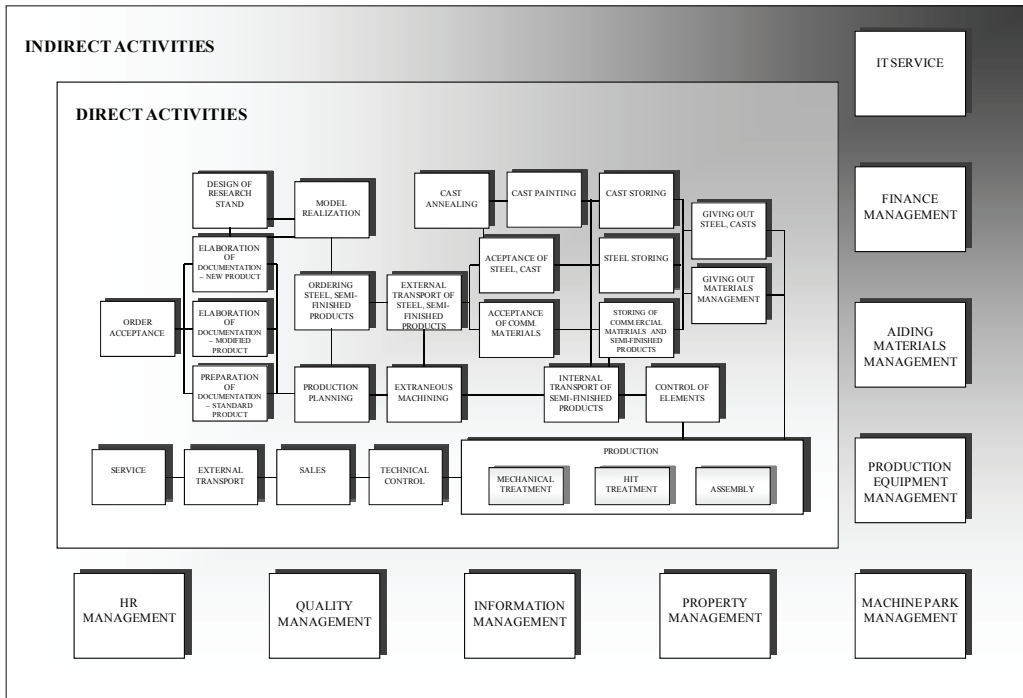 INDIRECT ACTIVITIES
IT SERVICE
DIRECT ACTIVITIES
DESIGN OF
RESEARCH
STAND
MODEL
REALIZATION
CAST
ANNEALING
CAST PAINTING
CAST STORING
FINANCE
MANAGEMENT
GIVING OUT
STEEL, CASTS
ELABORATION
OF
DOCUMENTATION
– NEW PRODUCT
ORDERING
STEEL, SEMI-
FINISHED
PRODUCTS
EXTERNAL
TRANSPORT OF
STEEL, SEMI-
FINISHED
PRODUCTS
ACEPTANCE OF
STEEL, CAST
STEEL STORING
GIVING OUT
MATERIALS
MANAGEMENT
ORDER
ACCEPTANCE
ELABORATION
OF
DOCUMENTATION
– MODIFIED
PRODUCT
ACCEPTANCE
OF COMM.
MATERIALS
STORING OF
COMMERCIAL
MATERIALS AND
SEMI-FINISHED
PRODUCTS
AIDING
MATERIALS
MANAGEMENT
PREPARATION
OF
DOCUMENTATION
– STANDARD
PRODUCT
PRODUCTION
PLANNING
EXTRANEOUS
MACHINING
INTERNAL
TRANSPORT OF
SEMI-FINISHED
PRODUCTS
CONTROL OF
ELEMENTS
SERVICE
EXTERNAL
TRANSPORT
SALES
TECHNICAL
CONTROL
PRODUCTION
MECHANICAL
TREATMENT
HIT
TREATMENT
ASSEMBLY
PRODUCTION
EQUIPMENT
MANAGEMENT
HR
MANAGEMENT
QUALITY
MANAGEMENT
INFORMATION
MANAGEMENT
PROPERTY
MANAGEMENT
MACHINE PARK
MANAGEMENT